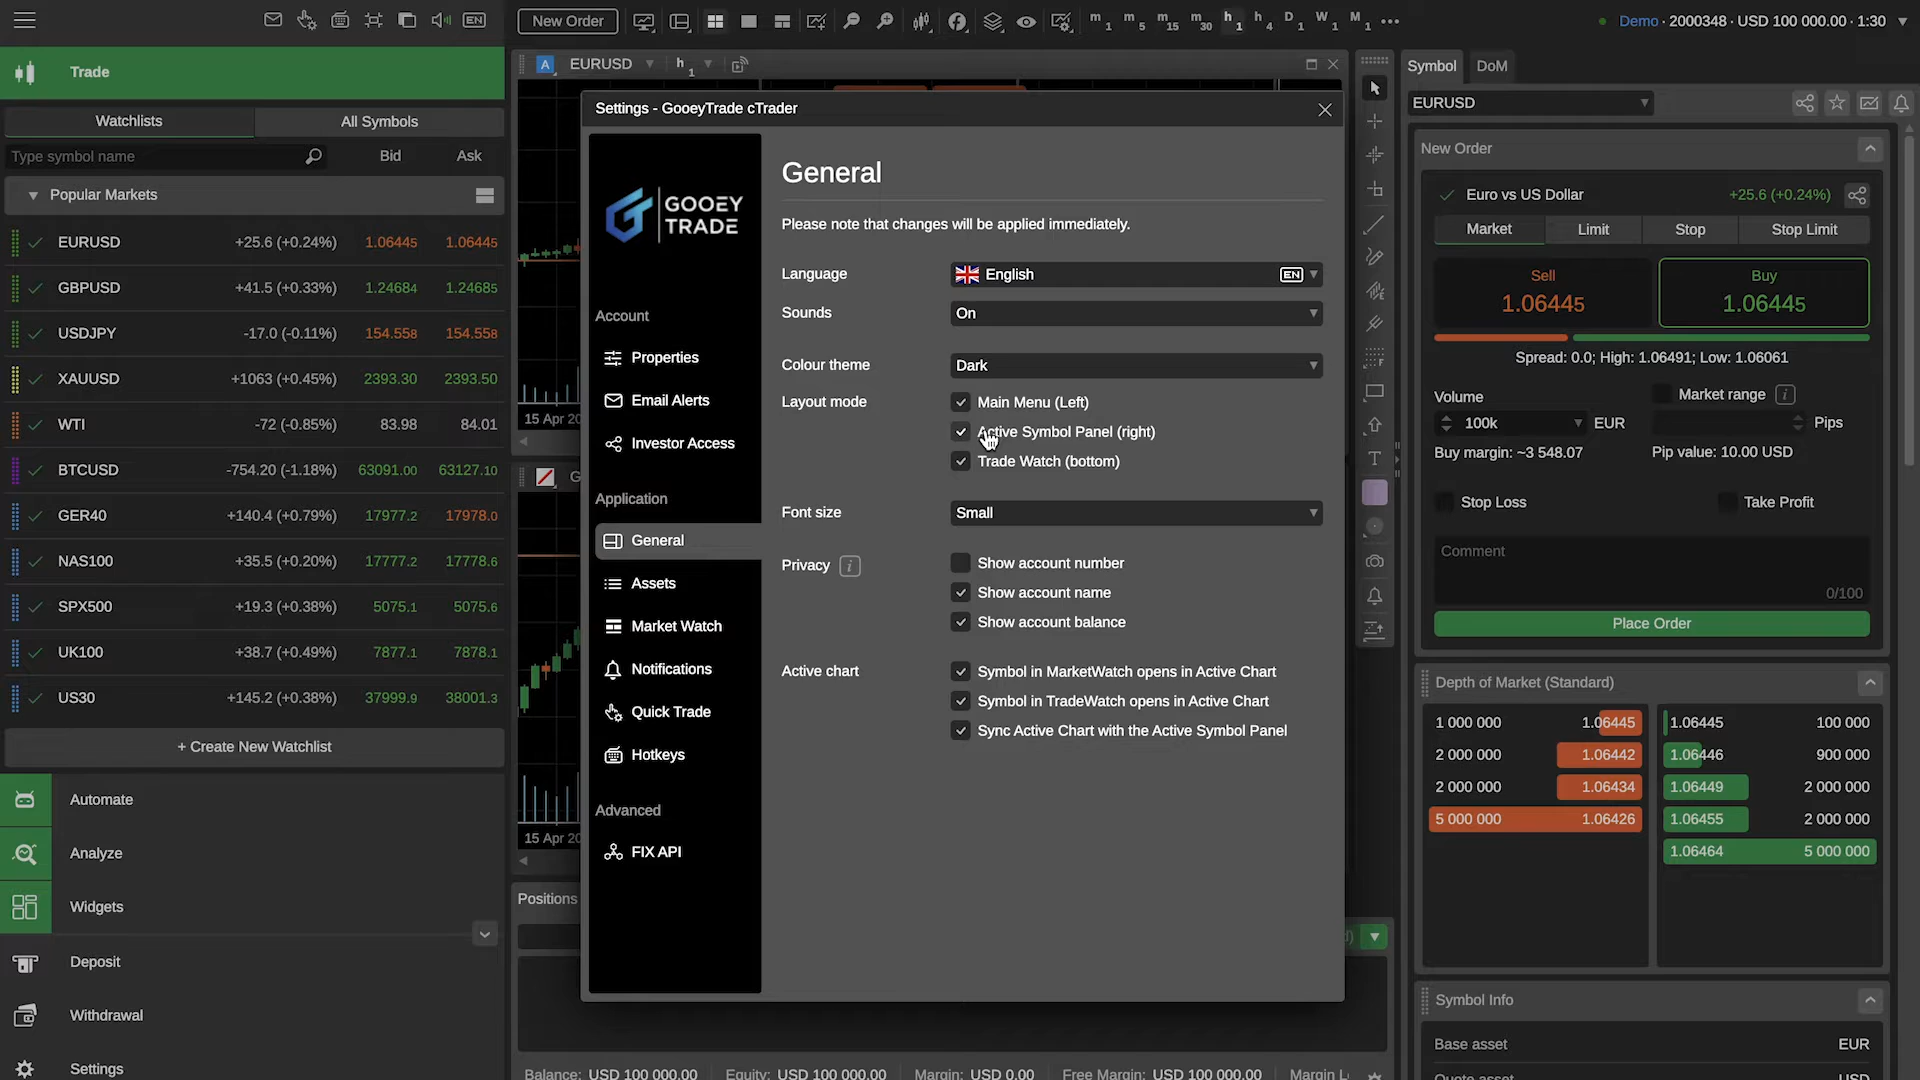 EN
New Order
m 1
m 5
m 15
m 30
h 1
h 4
D 1
W 1
M 1
Demo · 2000348 · USD 100 000.00 · 1:30
Trade
Watchlists
All Symbols
Type symbol name
Bid
Ask
Popular Markets
EURUSD +25.6 (+0.24%) 1.06445 1.06445
GBPUSD +41.5 (+0.33%) 1.24684 1.24685
USDJPY -17.0 (-0.11%) 154.558 154.558
XAUUSD +1063 (+0.45%) 2393.30 2393.50
WTI -72 (-0.85%) 83.98 84.01
BTCUSD -754.20 (-1.18%) 63091.00 63127.10
GER40 +140.4 (+0.79%) 17977.2 17978.0
NAS100 +35.5 (+0.20%) 17777.2 17778.6
SPX500 +19.3 (+0.38%) 5075.1 5075.6
UK100 +38.7 (+0.49%) 7877.1 7878.1
US30 +145.2 (+0.38%) 37999.9 38001.3
+ Create New Watchlist
Automate
Analyze
Widgets
Deposit
Withdrawal
Settings
A EURUSD h 1
15 Apr 20
G
15 Apr 20
Positions
Balance: USD 100 000.00 Equity: USD 100 000.00 Margin: USD 0.00 Free Margin: USD 100 000.00 Margin L
Settings - GooeyTrade cTrader
GOOEY
TRADE
Account
Properties
Email Alerts
Investor Access
Application
General
Assets
Market Watch
Notifications
Quick Trade
Hotkeys
Advanced
FIX API
General
Please note that changes will be applied immediately.
Language English EN
Sounds On
Colour theme Dark
Layout mode Main Menu (Left)
Active Symbol Panel (right)
Trade Watch (bottom)
Font size Small
Privacy i Show account number
Show account name
Show account balance
Active chart Symbol in MarketWatch opens in Active Chart
Symbol in TradeWatch opens in Active Chart
Sync Active Chart with the Active Symbol Panel
T
Symbol
DoM
EURUSD
New Order
Euro vs US Dollar +25.6 (+0.24%)
Market Limit Stop Stop Limit
Sell
1.06445
Buy
1.06445
Spread: 0.0; High: 1.06491; Low: 1.06061
Volume
Market range i
100k EUR
Pips
Buy margin: ~3 548.07
Pip value: 10.00 USD
Stop Loss
Take Profit
Comment
0/100
Place Order
Depth of Market (Standard)
1 000 000 1.06445 1.06445 100 000
2 000 000 1.06442 1.06446 900 000
2 000 000 1.06434 1.06449 2 000 000
5 000 000 1.06426 1.06455 2 000 000
1.06464 5 000 000
Symbol Info
Base asset EUR
Quote asset USD